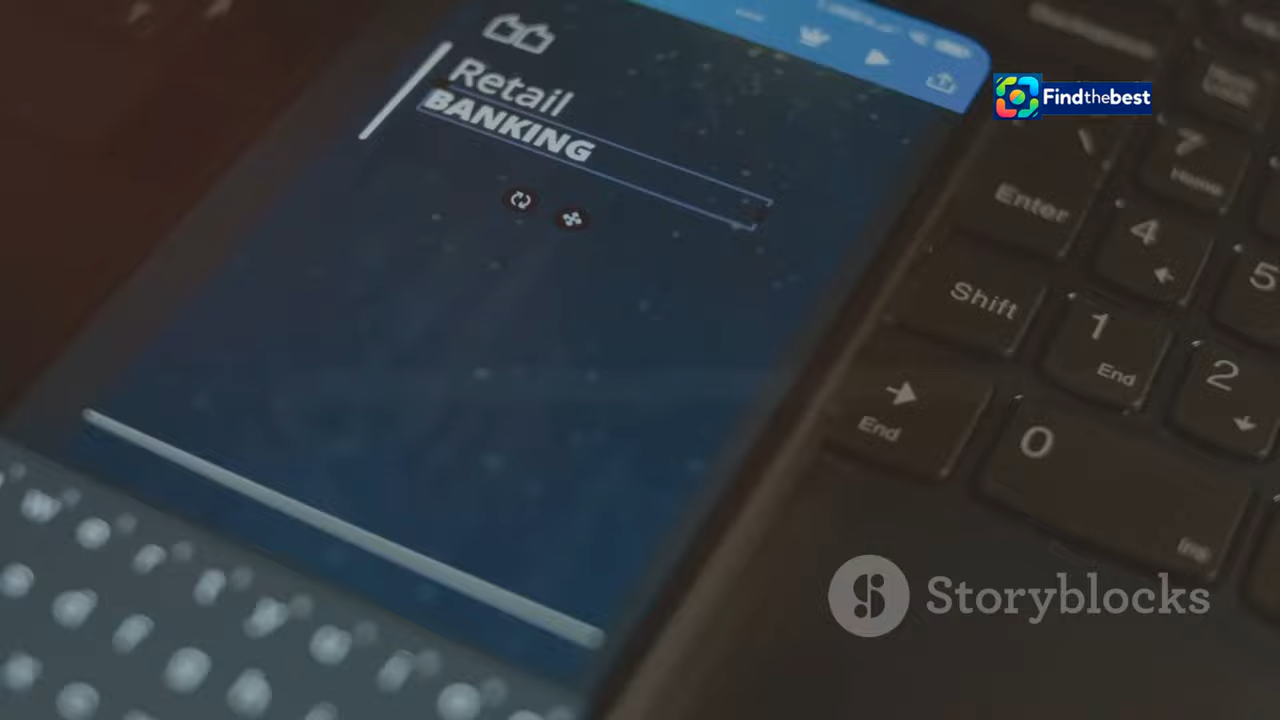 Retail
BANKING
Findthebest
Enter
7
Home
4
Shift
5
1
End
2
End
0
Ins
Storyblocks